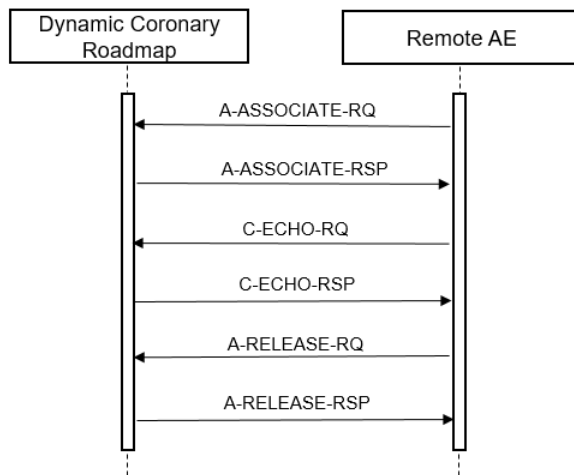 Dynamic Coronary
Roadmap
Remote AE
A-ASSOCIATE-RQ
A-ASSOCIATE-RSP
C-ECHO-RQ
C-ECHO-RSP
A-RELEASE-RQ
A-RELEASE-RSP